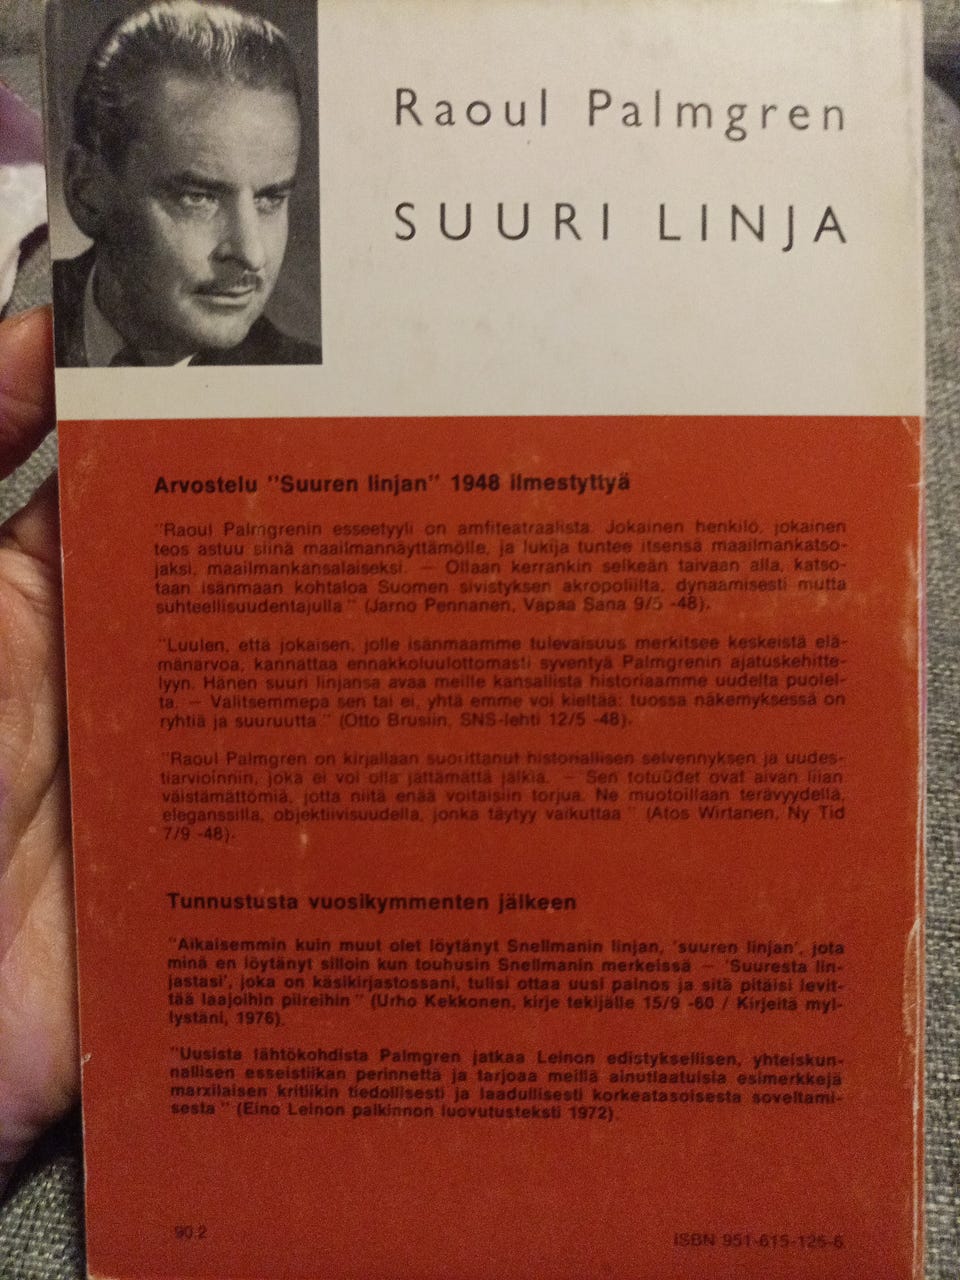 Raoul Palmgren
SUURI LINJA
Arvostelu "Suuren linjan" 1948 ilmestyttyä
"Raoul Palmgrenin esseetyyli on amfiteatraalista. Jokainen henkilö, jokainen
teos astuu siinä maailmannäyttämölle, ja lukija tuntee itsensä maailmankatso-
jaksi, maailmankansalaiseksi. — Ollaan kerrankin selkeän taivaan alla, katso-
taan isänmaan kohtaloa Suomen sivistyksen akropoliilta, dynaamisesti mutta
suhteellisuudentajulla" (Jarno Pennanen, Vapaa Sana 9/5 -48).
"Luulen, että jokaisen, jolle isänmaamme tulevaisuus merkitsee keskeistä elä-
mänarvoa, kannattaa ennakkoluulottomasti syventyä Palmgrenin ajatuskehitte-
lyyn. Hänen suuri linjansa avaa meille kansallista historiaamme uudelta puolel-
ta. — Valitsemmepa sen tai ei, yhtä emme voi kieltää: tuossa näkemyksessä on
ryhtiä ja suuruutta" (Otto Brusiin, SNS-lehti 12/5 -48).
"Raoul Palmgren on kirjallaan suorittanut historiallisen selvennyksen ja uudes-
tiarvioinnin, joka ei voi olla jättämättä jälkiä. — Sen totuudet ovat aivan liian
väistämättömiä, jotta niitä enää voitaisiin torjua. Ne muotoillaan terävyydellä,
eleganssilla, objektiivisuudella, jonka täytyy vaikuttaa" (Atos Wirtanen, Ny Tid
7/9 -48).
Tunnustusta vuosikymmenten jälkeen
"Aikaisemmin kuin muut olet löytänyt Snellmanin linjan, 'suuren linjan', jota
minä en löytänyt silloin kun touhusin Snellmanin merkeissä — 'Suuresta lin-
jastasi', joka on käsikirjastossani, tulisi ottaa uusi painos ja sitä pitäisi levit-
tää laajoihin piireihin" (Urho Kekkonen, kirje tekijälle 15/9 -60 / Kirjeitä myl-
lystäni, 1976).
"Uusista lähtökohdista Palmgren jatkaa Leinon edistyksellisen, yhteiskun-
nallisen esseistiikan perinnettä ja tarjoaa meillä ainutlaatuisia esimerkkejä
marxilaisen kritiikin tiedollisesti ja laadullisesti korkeatasoisesta soveltami-
sesta" (Eino Leinon palkinnon luovutusteksti 1972).
90.2
ISBN 951-615-125-6